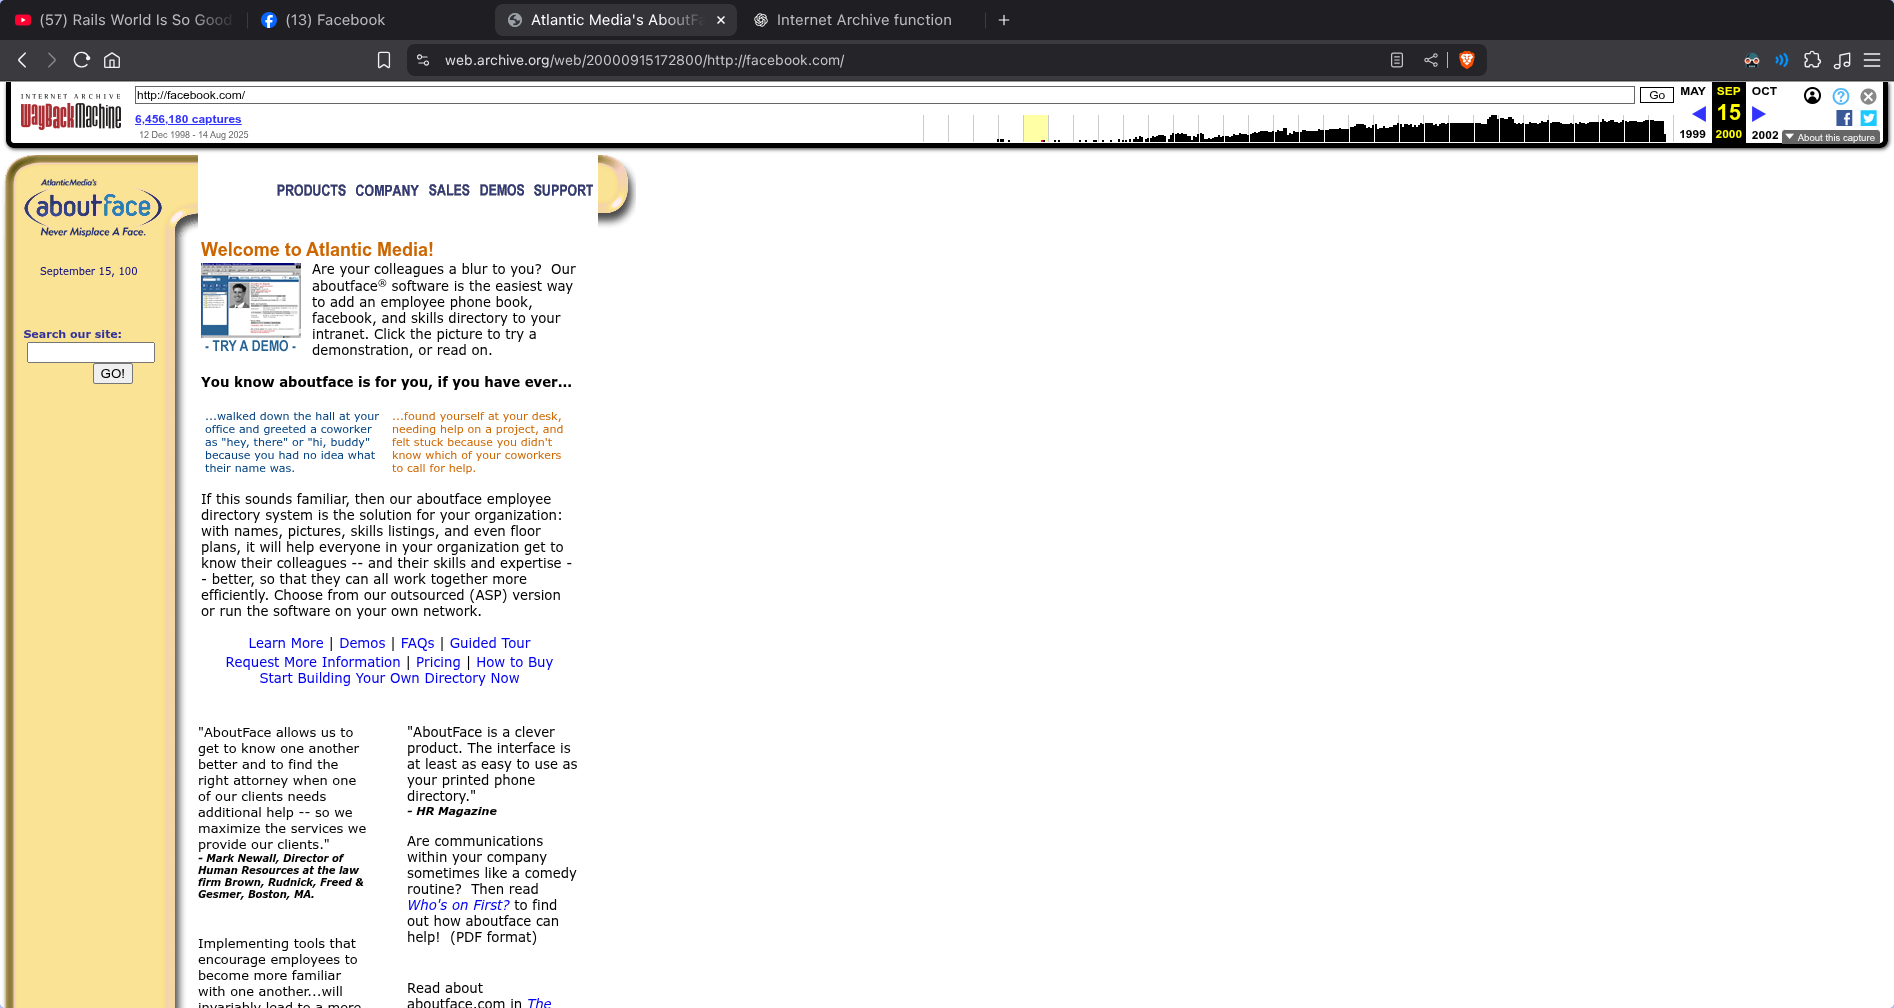 (57) Rails World Is So Good
(13) Facebook
Atlantic Media's AboutFa
Internet Archive function
web.archive.org/web/20000915172800/http://facebook.com/
INTERNET ARCHIVE
WayBackMachine
http://facebook.com/
Go
6,456,180 captures
12 Dec 1998 - 14 Aug 2025
MAY SEP OCT
15
1999 2000 2002
About this capture
AtlanticMedia's
aboutface
Never Misplace A Face.
September 15, 100
Search our site:
GO!
PRODUCTS COMPANY SALES DEMOS SUPPORT
Welcome to Atlantic Media!
- TRY A DEMO -
Are your colleagues a blur to you?  Our
aboutface® software is the easiest way
to add an employee phone book,
facebook, and skills directory to your
intranet. Click the picture to try a
demonstration, or read on.
You know aboutface is for you, if you have ever...
...walked down the hall at your
office and greeted a coworker
as "hey, there" or "hi, buddy"
because you had no idea what
their name was.
...found yourself at your desk,
needing help on a project, and
felt stuck because you didn't
know which of your coworkers
to call for help.
If this sounds familiar, then our aboutface employee
directory system is the solution for your organization:
with names, pictures, skills listings, and even floor
plans, it will help everyone in your organization get to
know their colleagues -- and their skills and expertise -
- better, so that they can all work together more
efficiently. Choose from our outsourced (ASP) version
or run the software on your own network.
Learn More | Demos | FAQs | Guided Tour
Request More Information | Pricing | How to Buy
Start Building Your Own Directory Now
"AboutFace allows us to
get to know one another
better and to find the
right attorney when one
of our clients needs
additional help -- so we
maximize the services we
provide our clients."
- Mark Newall, Director of
Human Resources at the law
firm Brown, Rudnick, Freed &
Gesmer, Boston, MA.
Implementing tools that
encourage employees to
become more familiar
with one another...will
invariably lead to a more
"AboutFace is a clever
product. The interface is
at least as easy to use as
your printed phone
directory."
- HR Magazine
Are communications
within your company
sometimes like a comedy
routine?  Then read
Who's on First? to find
out how aboutface can
help!  (PDF format)
Read about
aboutface.com in The